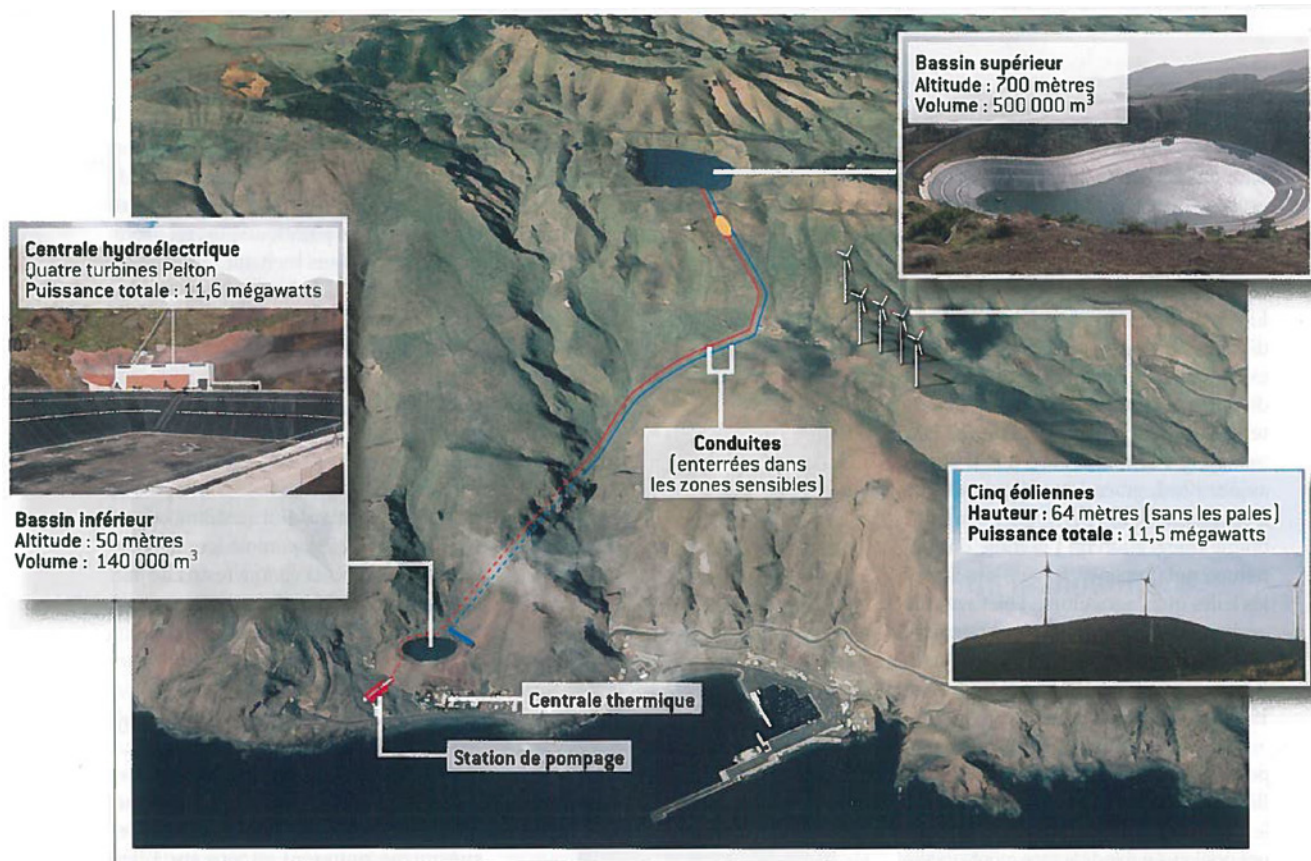 Bassin supérieur
Altitude : 700 mètres
Volume : 500 000 m³
Centrale hydroélectrique
Quatre turbines Pelton
Puissance totale : 11,6 mégawatts
Conduites
(enterrées dans
les zones sensibles)
Cinq éoliennes
Hauteur : 64 mètres (sans les pales)
Puissance totale : 11,5 mégawatts
Bassin inférieur
Altitude : 50 mètres
Volume : 140 000 m³
Centrale thermique
Station de pompage